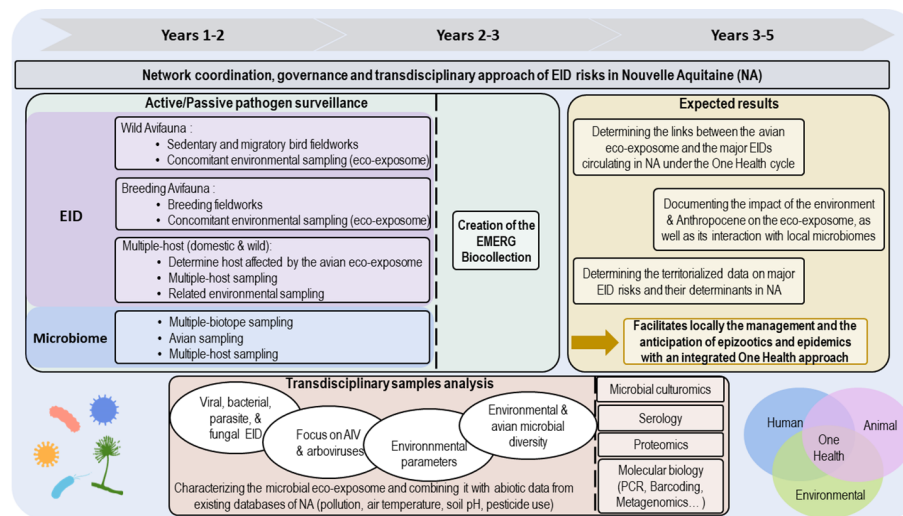 Years 1-2
Years 2-3
Years 3-5
Network coordination, governance and transdisciplinary approach of EID risks in Nouvelle Aquitaine (NA)
Active/Passive pathogen surveillance
EID
Wild Avifauna :
• Sedentary and migratory bird fieldworks
• Concomitant environmental sampling (eco-exposome)
Breeding Avifauna :
• Breeding fieldworks
• Concomitant environmental sampling (eco-exposome)
Multiple-host (domestic & wild):
• Determine host affected by the avian eco-exposome
• Multiple-host sampling
• Related environmental sampling
Microbiome
• Multiple-biotope sampling
• Avian sampling
• Multiple-host sampling
Creation of the
EMERG
Biocollection
Expected results
Determining the links between the avian
eco-exposome and the major EIDs
circulating in NA under the One Health cycle
Documenting the impact of the environment
& Anthropocene on the eco-exposome, as
well as its interaction with local microbiomes
Determining the territorialized data on major
EID risks and their determinants in NA
Facilitates locally the management and the
anticipation of epizootics and epidemics
with an integrated One Health approach
Transdisciplinary samples analysis
Viral, bacterial,
parasite, &
fungal EID
Focus on AIV
& arboviruses
Environmental
parameters
Environmental &
avian microbial
diversity
Characterizing the microbial eco-exposome and combining it with abiotic data from
existing databases of NA (pollution, air temperature, soil pH, pesticide use)
Microbial culturomics
Serology
Proteomics
Molecular biology
(PCR, Barcoding,
Metagenomics… )
Human
Animal
One
Health
Environmental